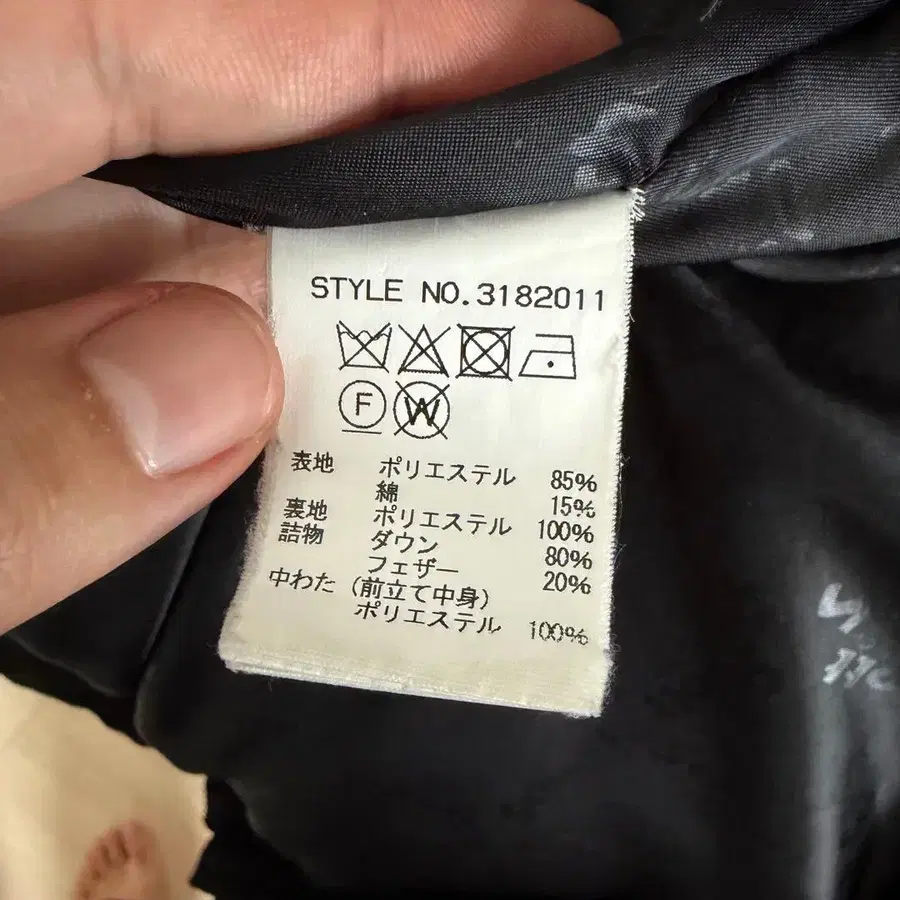 STYLE NO.3182011
F W
表地 ポリエステル 85%
綿 15%
裏地 ポリエステル 100%
詰物 ダウン 80%
フェザー 20%
中わた (前立て中身)
ポリエステル 100%